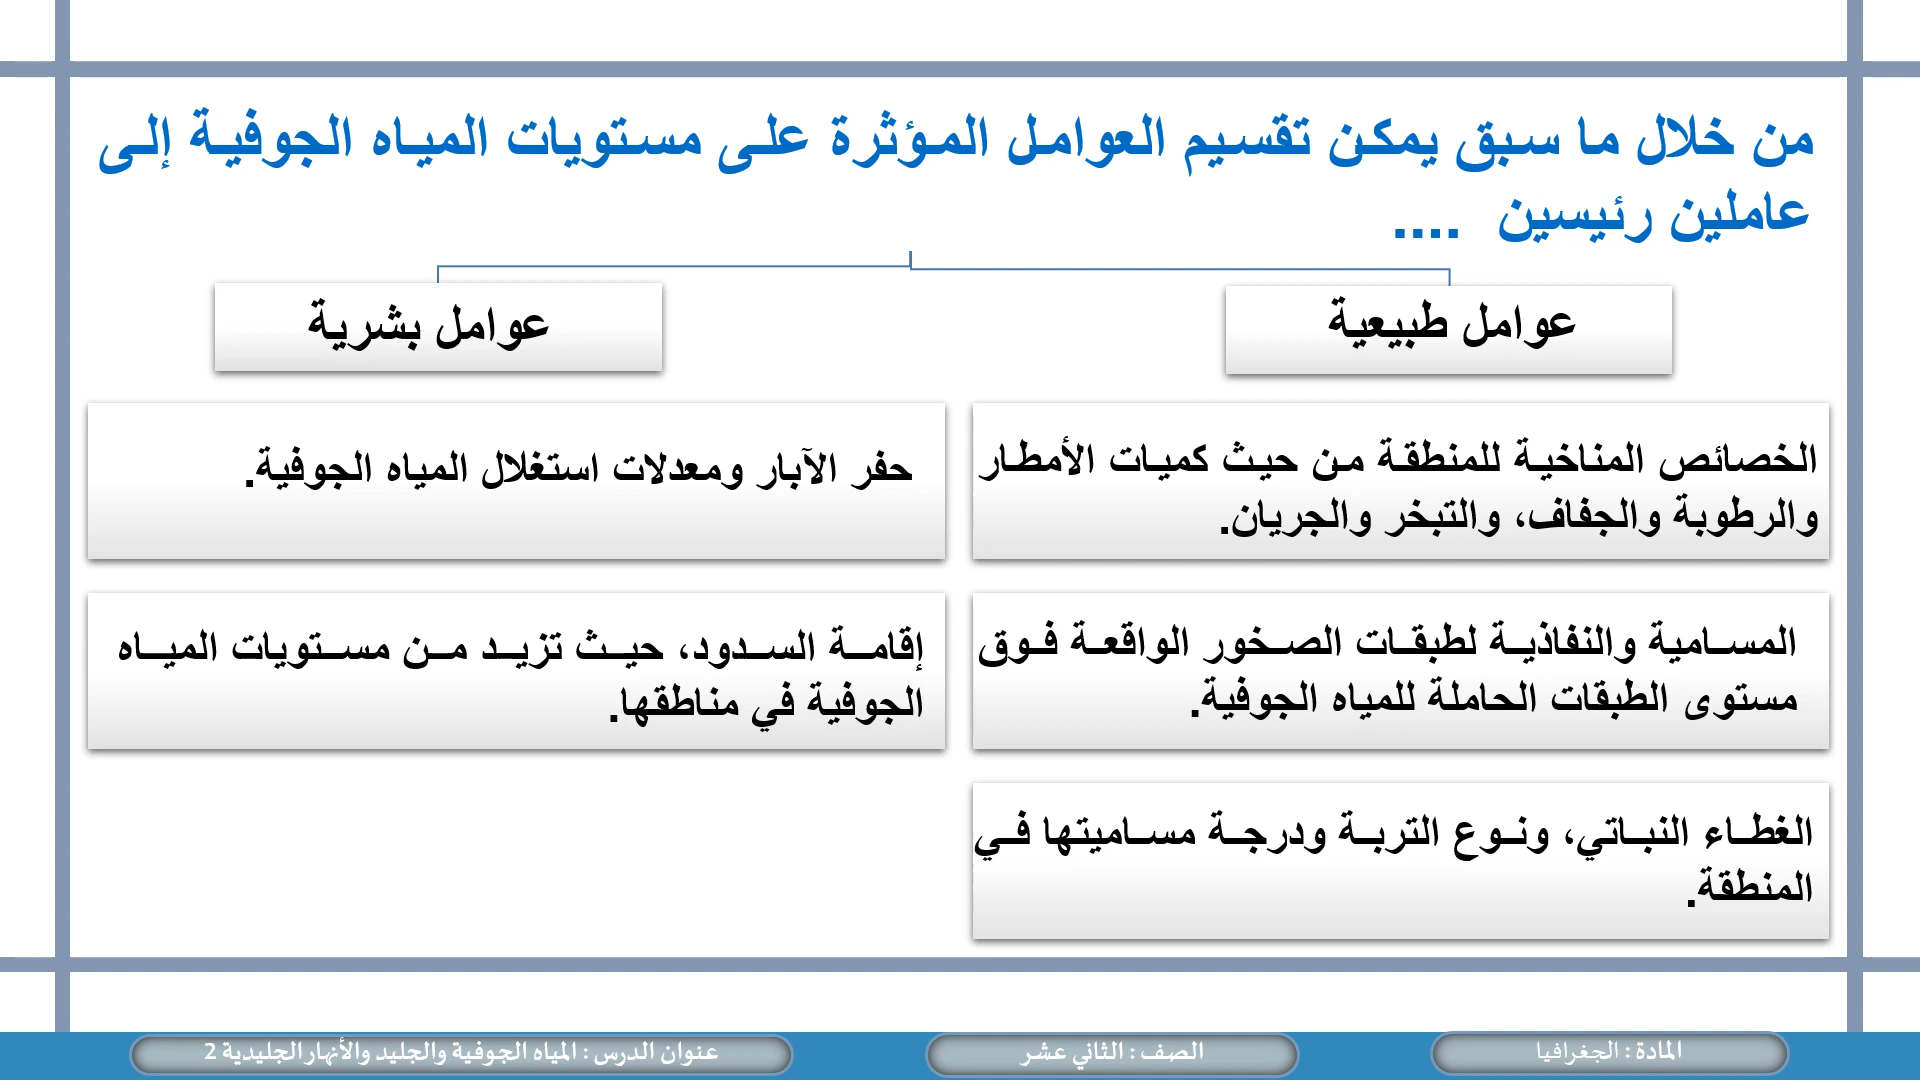 من خلال ما سبق يمكن تقسيم العوامل المؤثرة على مستويات المياه الجوفية إلى
عاملين رئيسين ....
عوامل طبيعية
عوامل بشرية
الخصائص المناخية للمنطقة من حيث كميات الأمطار
والرطوبة والجفاف، والتبخر والجريان.
حفر الآبار ومعدلات استغلال المياه الجوفية.
المسامية والنفاذية لطبقات الصخور الواقعة فوق
مستوى الطبقات الحاملة للمياه الجوفية.
إقامة السدود، حيث تزيد من مستويات المياه
الجوفية في مناطقها.
الغطاء النباتي، ونوع التربة ودرجة مساميتها في
المنطقة.
المادة : الجغرافيا
الصف : الثاني عشر
عنوان الدرس : المياه الجوفية والجليد والأنهار الجليدية 2